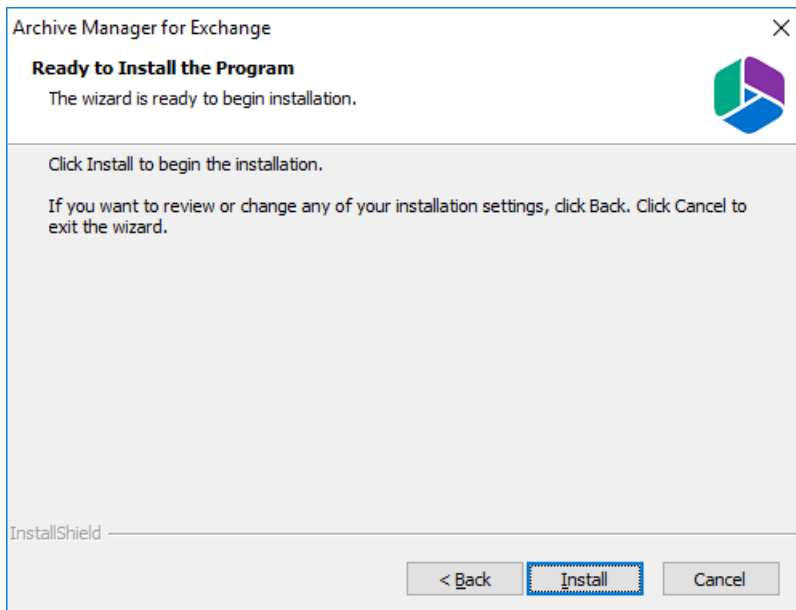 Archive Manager for Exchange
Ready to Install the Program
The wizard is ready to begin installation.
Click Install to begin the installation.
If you want to review or change any of your installation settings, click Back. Click Cancel to
exit the wizard.
InstallShield
< Back
Install
Cancel